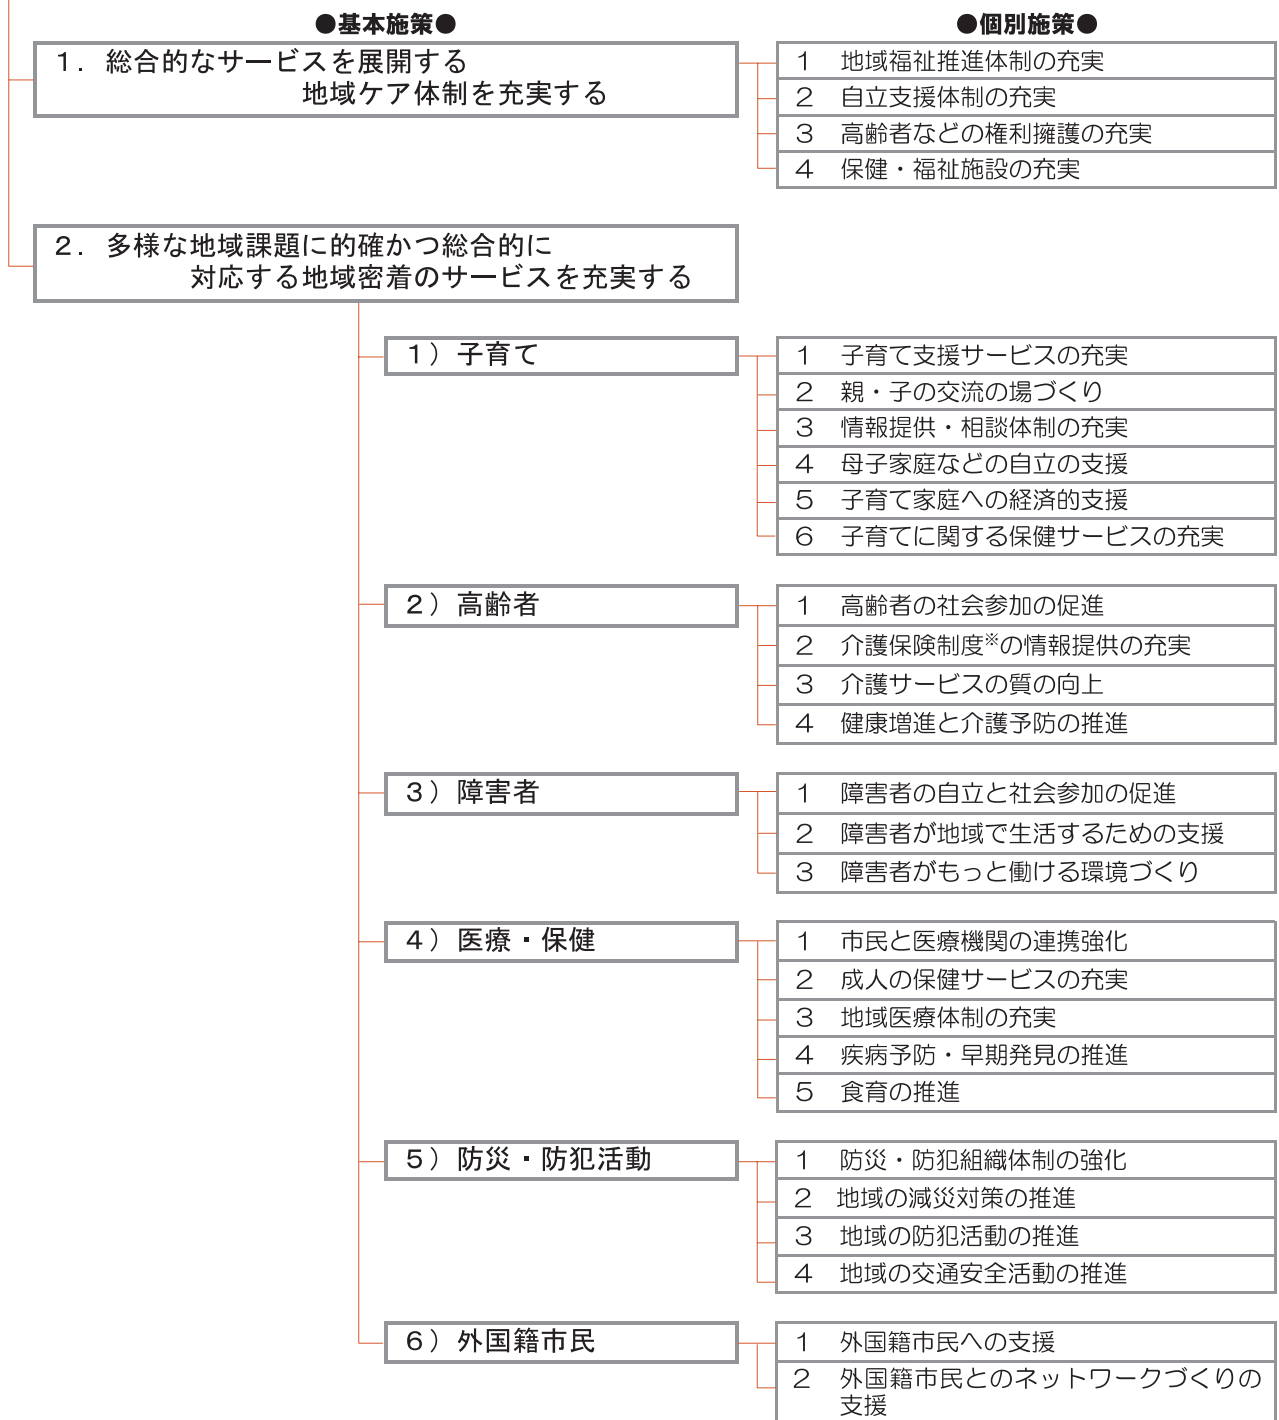 ●基本施策●
●個別施策●
１．総合的なサービスを展開する
地域ケア体制を充実する
１　地域福祉推進体制の充実
２　自立支援体制の充実
３　高齢者などの権利擁護の充実
４　保健・福祉施設の充実
２．多様な地域課題に的確かつ総合的に
対応する地域密着のサービスを充実する
１）子育て
１　子育て支援サービスの充実
２　親・子の交流の場づくり
３　情報提供・相談体制の充実
４　母子家庭などの自立の支援
５　子育て家庭への経済的支援
６　子育てに関する保健サービスの充実
２）高齢者
１　高齢者の社会参加の促進
２　介護保険制度※の情報提供の充実
３　介護サービスの質の向上
４　健康増進と介護予防の推進
３）障害者
１　障害者の自立と社会参加の促進
２　障害者が地域で生活するための支援
３　障害者がもっと働ける環境づくり
４）医療・保健
１　市民と医療機関の連携強化
２　成人の保健サービスの充実
３　地域医療体制の充実
４　疾病予防・早期発見の推進
５　食育の推進
５）防災・防犯活動
１　防災・防犯組織体制の強化
２　地域の減災対策の推進
３　地域の防犯活動の推進
４　地域の交通安全活動の推進
６）外国籍市民
１　外国籍市民への支援
２　外国籍市民とのネットワークづくりの
支援